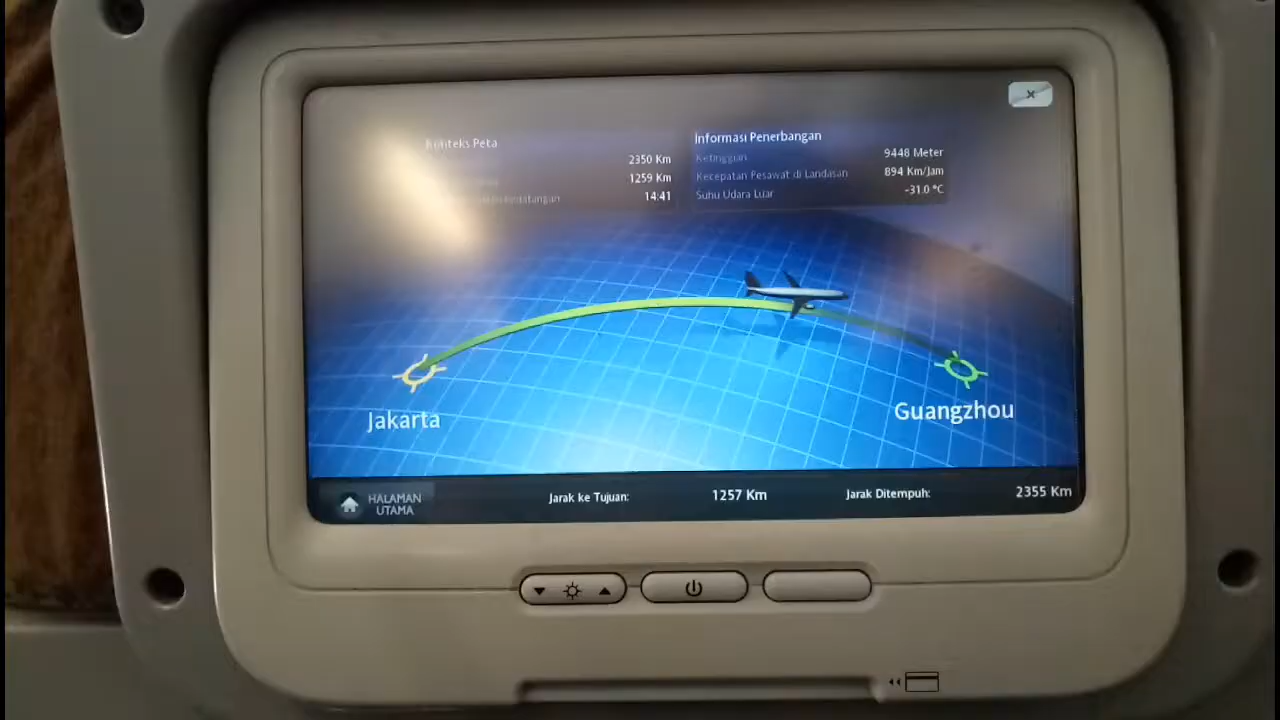 Konteks Peta
2350 Km
1259 Km
14:41
Informasi Penerbangan
Ketinggian 9448 Meter
Kecepatan Pesawat di Landasan 894 Km/Jam
Suhu Udara Luar -31.0 °C
Jakarta
Guangzhou
HALAMAN
UTAMA
Jarak ke Tujuan: 1257 Km Jarak Ditempuh: 2355 Km